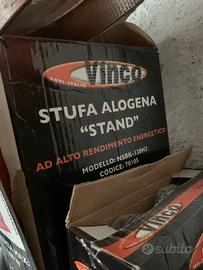 Vinco
STUFA ALOGENA
"STAND"
AD ALTO RENDIMENTO ENERGETICO
MODELLO: NSBK-120H2
CODICE: 70105
Vinco
subito